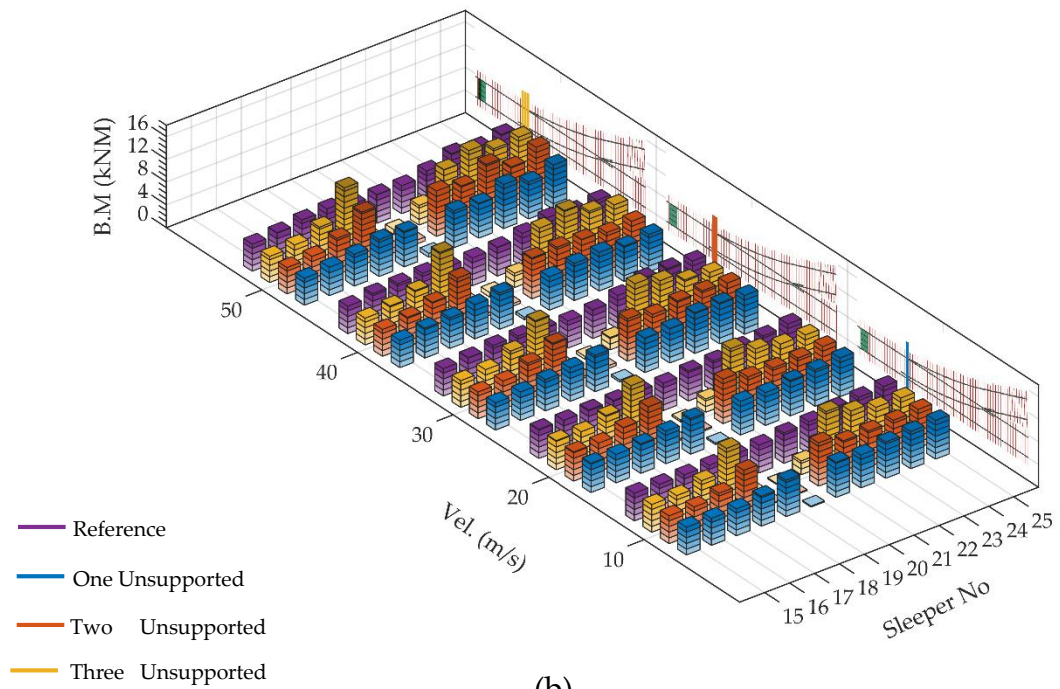 16
12
8
4
0
B.M (kNM)
50
40
30
20
10
Vel. (m/s)
15 16 17 18 19 20 21 22 23 24 25
Sleeper No
Reference
One Unsupported
Two Unsupported
Three Unsupported
(b)